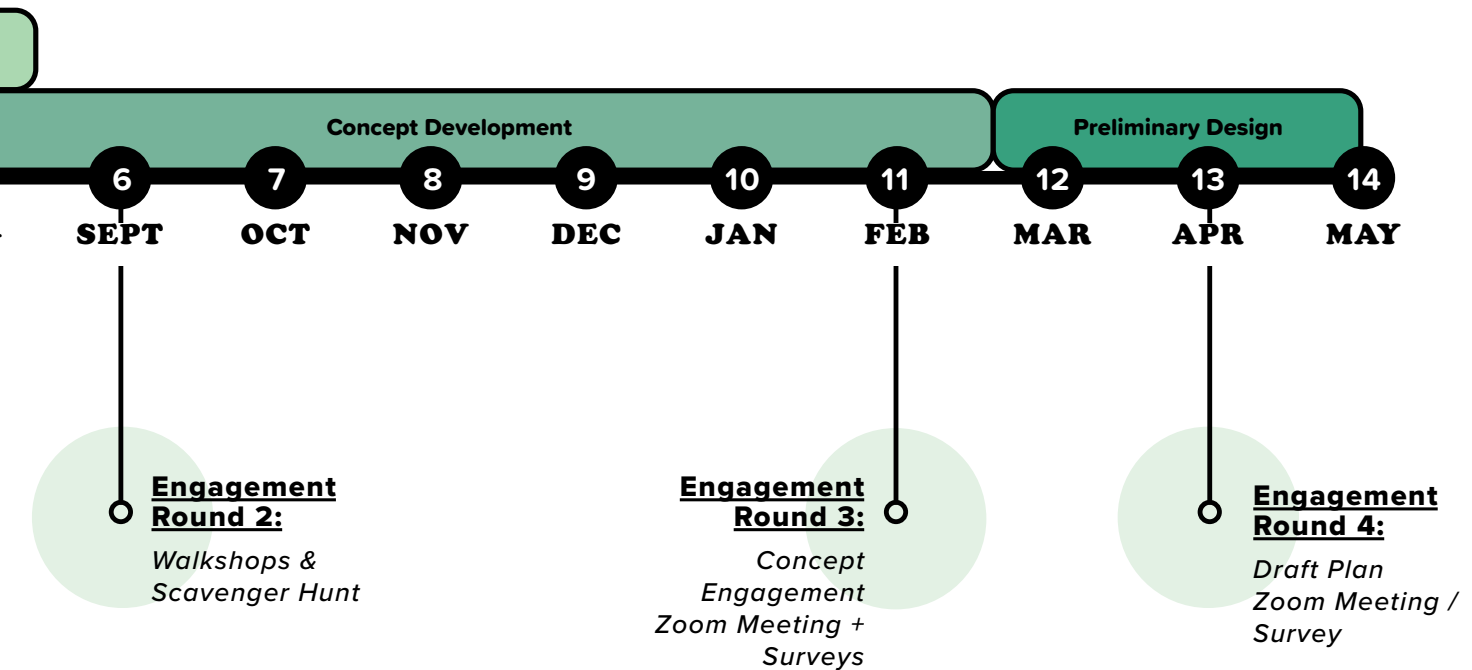 Concept Development
Preliminary Design
6
7
8
9
10
11
12
13
14
SEPT
OCT
NOV
DEC
JAN
FEB
MAR
APR
MAY
Engagement
Round 2:
Walkshops &
Scavenger Hunt
Engagement
Round 3:
Concept
Engagement
Zoom Meeting +
Surveys
Engagement
Round 4:
Draft Plan
Zoom Meeting /
Survey